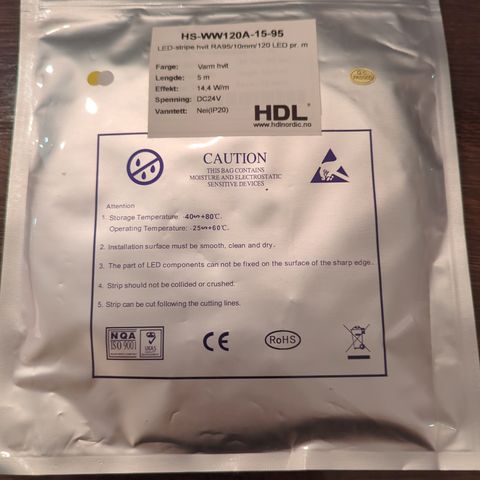 HS-WW120A-15-95
LED-stripe hvit RA95/10mm/120 LED pr. m
Farge: Varm hvit
Lengde: 5 m
Effekt: 14,4 W/m
Spenning: DC24V
Vanntett: Nei(IP20)
HDL®
www.hdlnordic.no
Q.C.
PASSED
CAUTION
THIS BAG CONTAINS
MOISTURE AND ELECTROSTATIC
SENSITIVE DEVICES
Attention
1. Storage Temperature: -40∽+80℃.
Operating Temperature: -25∽+60℃.
2. Installation surface must be smooth, clean and dry.
3. The part of LED components can not be fixed on the surface of the sharp edge.
4. Strip should not be collided or crushed.
5. Strip can be cut following the cutting lines.
NQA
ISO 9001
UKAS
CE
RoHS